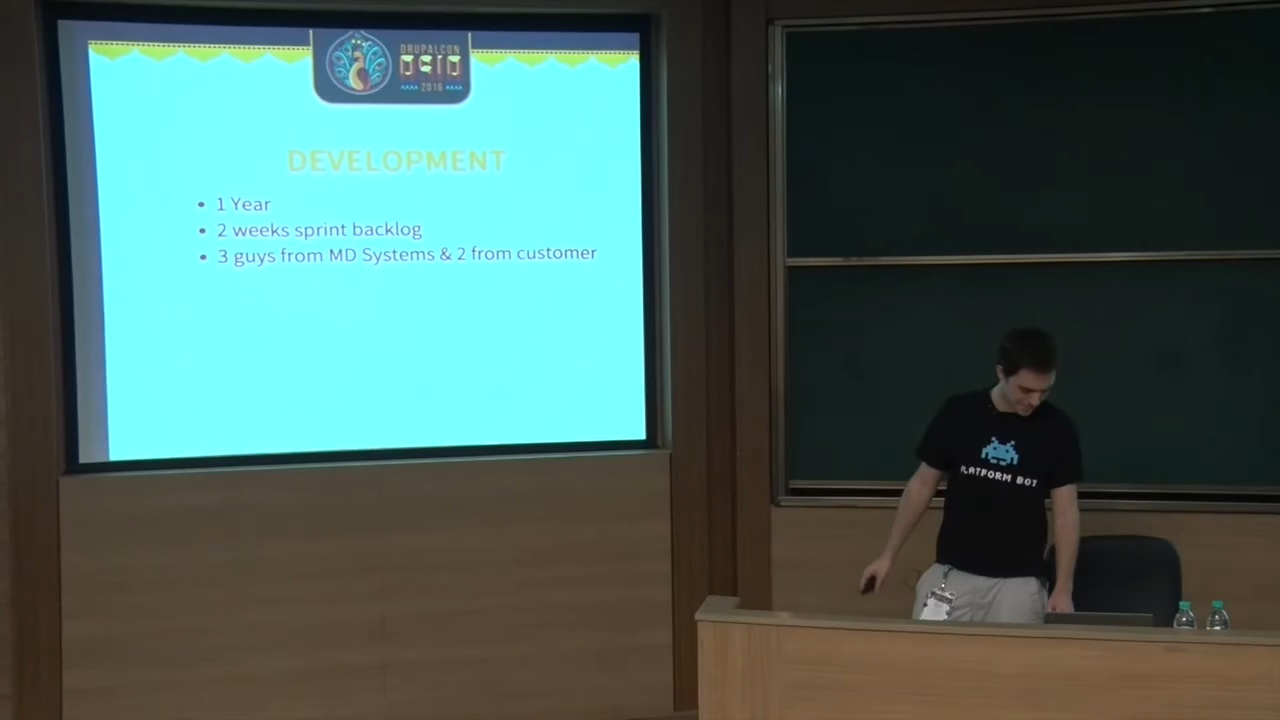 DRUPALCON
2016
DEVELOPMENT
• 1 Year
• 2 weeks sprint backlog
• 3 guys from MD Systems & 2 from customer
PLATFORM BOT